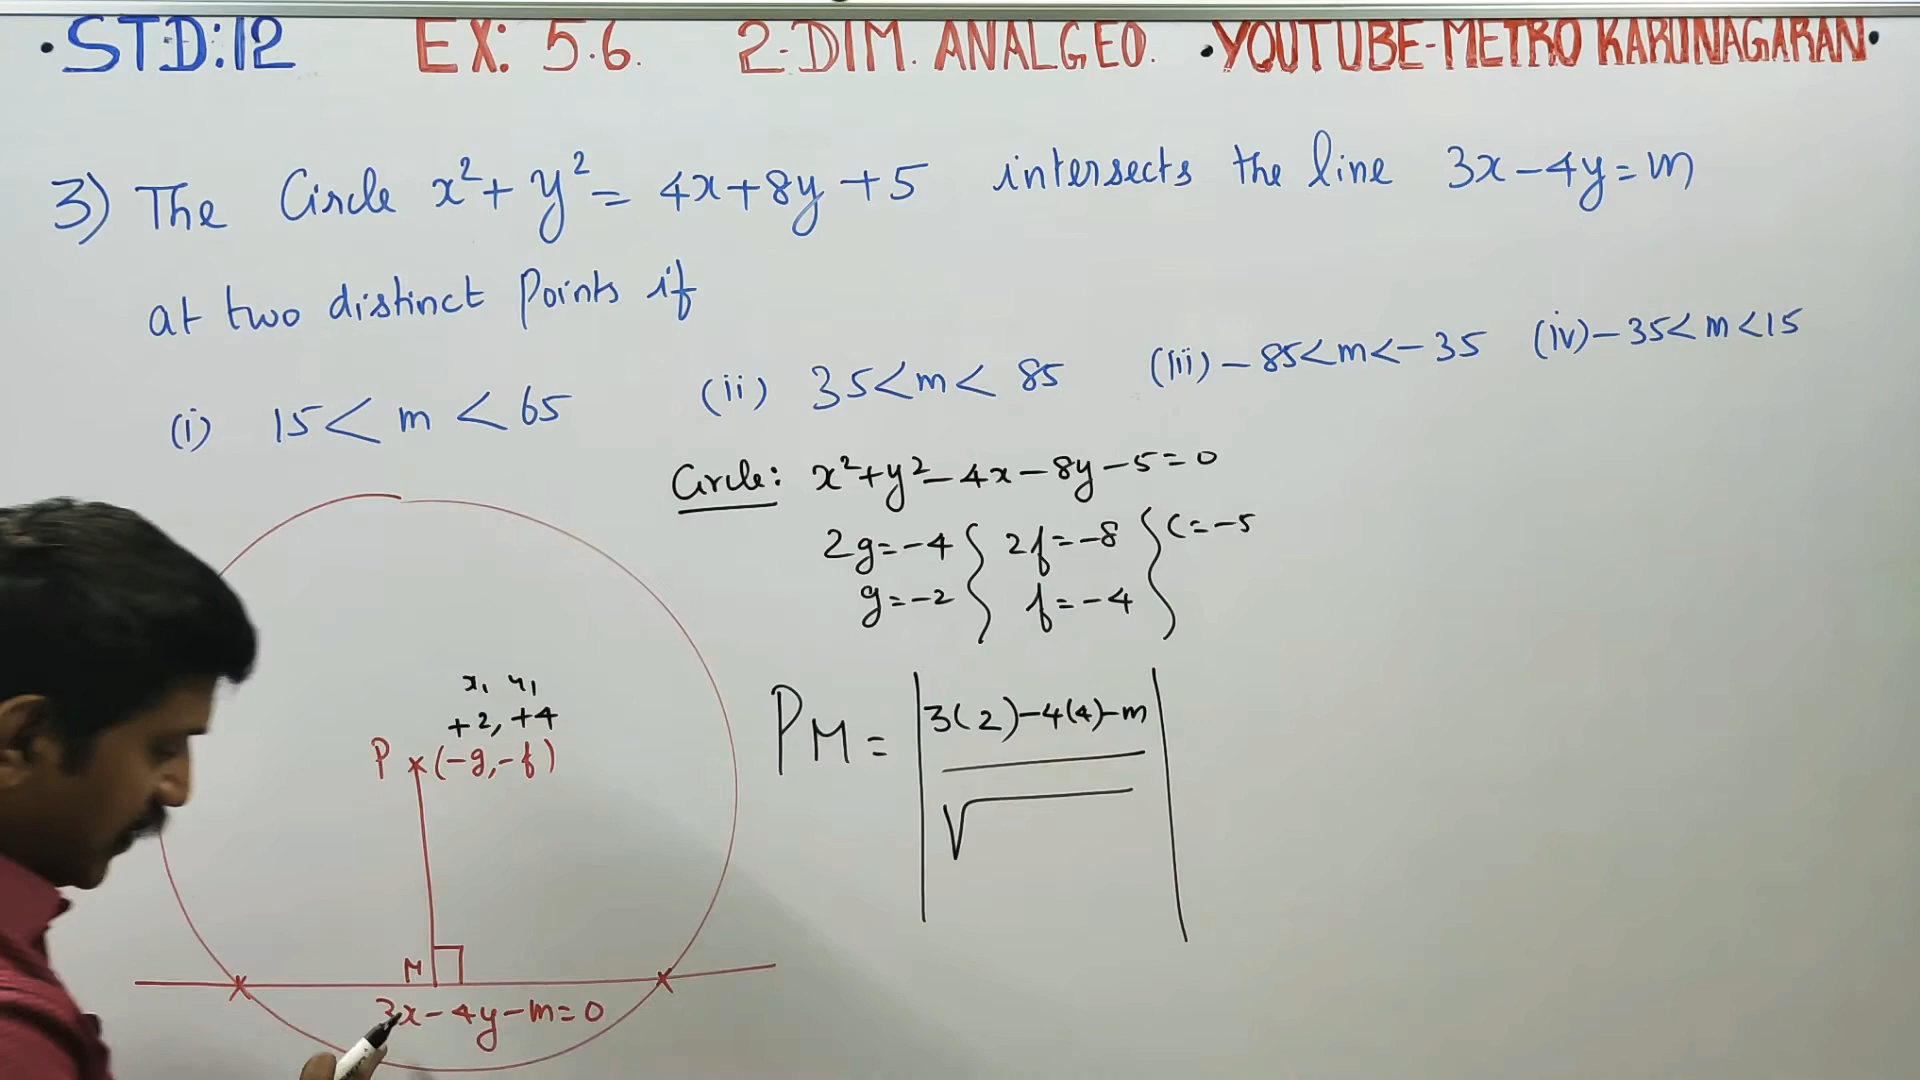 •STD:12 EX: 5.6. 2-DIM. ANALGEO. •YOUTUBE-METRO KARUNAGARAN•
3) The Circle x²+y²= 4x+8y+5 intersects the line 3x-4y=m
at two distinct Points if
(i) 15<m<65 (ii) 35<m<85 (iii) -85<m<-35 (iv) -35<m<15
Circle: x²+y²-4x-8y-5=0
2g=-4 } 2f=-8 } C=-5
g=-2 } f=-4 }
x₁ y₁
+2, +4
P (-g,-f)
PM = |3(2)-4(4)-m / √ |
M
3x-4y-m=0